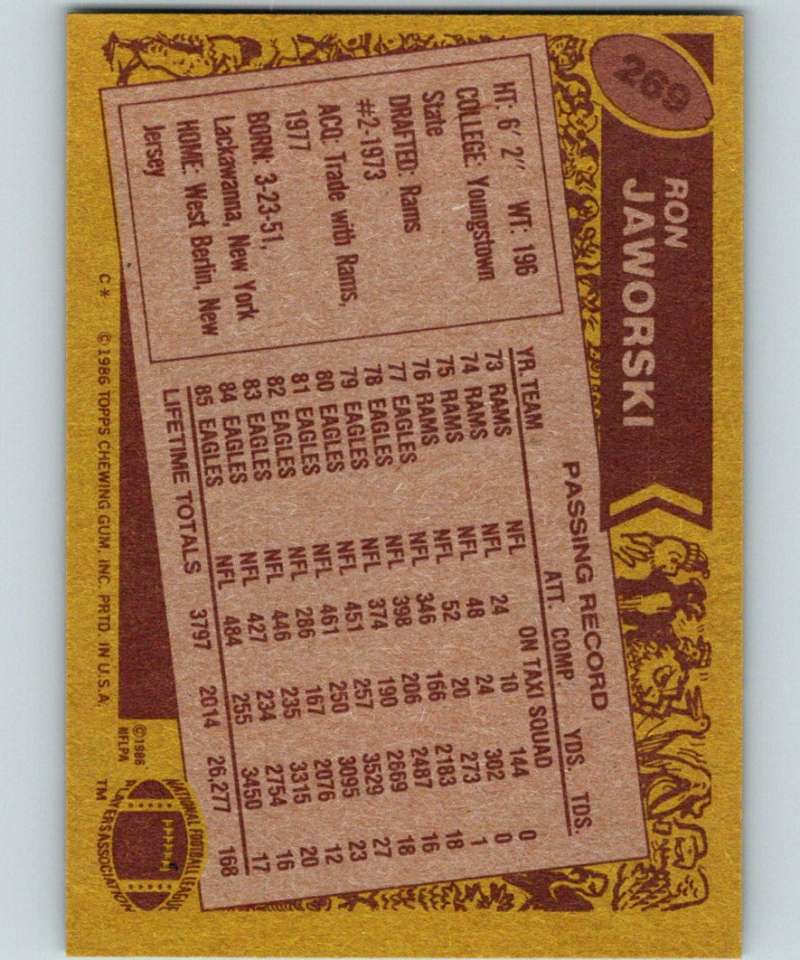 269
RON
JAWORSKI
HT: 6' 2" WT: 196
COLLEGE: Youngstown
State
DRAFTED: Rams
#2-1973
ACQ: Trade with Rams,
1977
BORN: 3-23-51,
Lackawanna, New York
HOME: West Berlin, New
Jersey
PASSING RECORD
YR. TEAM ATT. COMP. YDS. TDS.
73 RAMS ON TAXI SQUAD
74 RAMS NFL 24 10 144 0
75 RAMS NFL 48 24 302 0
76 RAMS NFL 52 20 273 1
77 EAGLES NFL 346 166 2183 18
78 EAGLES NFL 398 206 2487 16
79 EAGLES NFL 374 190 2669 18
80 EAGLES NFL 451 257 3529 27
81 EAGLES NFL 461 250 3095 23
82 EAGLES NFL 286 167 2076 12
83 EAGLES NFL 446 235 3315 20
84 EAGLES NFL 427 234 2754 16
85 EAGLES NFL 484 255 3450 17
LIFETIME TOTALS 3797 2014 26,277 168
C* © 1986 TOPPS CHEWING GUM, INC. PRTD. IN U.S.A.
© 1986
NFLPA
NATIONAL FOOTBALL LEAGUE
PLAYERS ASSOCIATION
TM